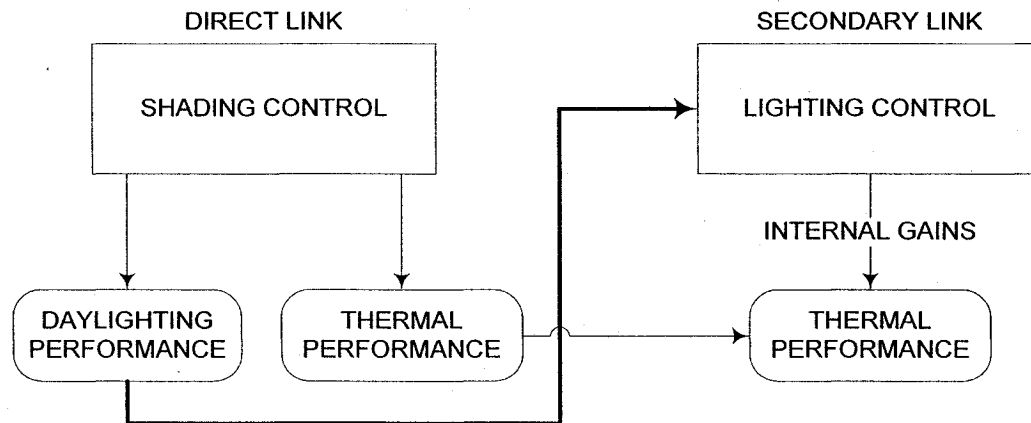 DIRECT LINK
SECONDARY LINK
SHADING CONTROL
LIGHTING CONTROL
INTERNAL GAINS
DAYLIGHTING
PERFORMANCE
THERMAL
PERFORMANCE
THERMAL
PERFORMANCE